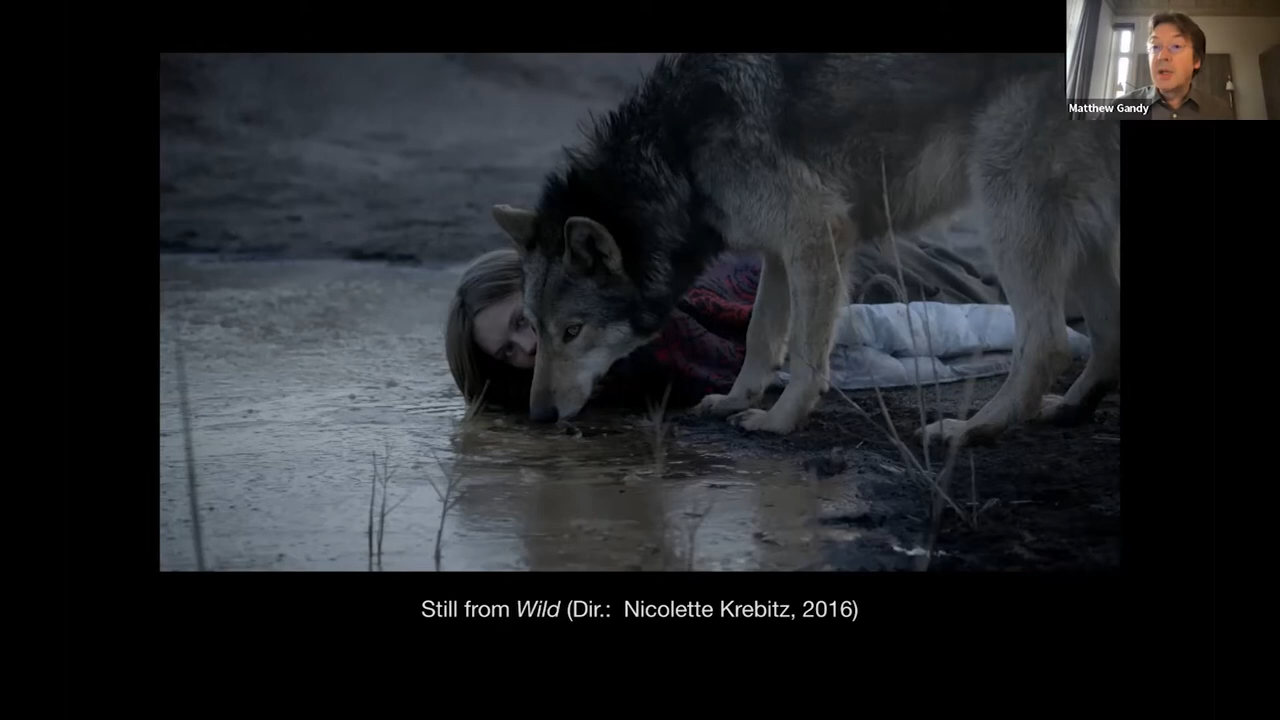 Matthew Gandy
Still from Wild (Dir.:  Nicolette Krebitz, 2016)